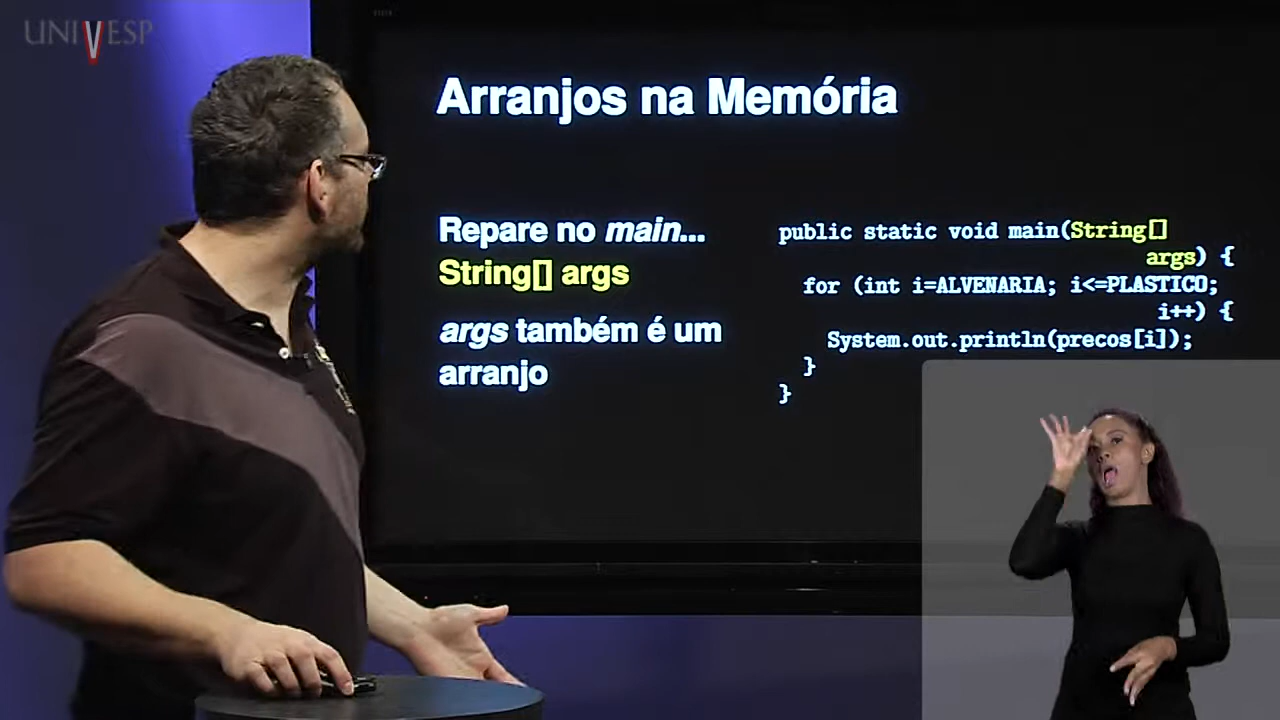 UNIVESP
Arranjos na Memória
Repare no main...
String[] args
args também é um
arranjo
public static void main(String[]
args) {
for (int i=ALVENARIA; i<=PLASTICO;
i++) {
System.out.println(precos[i]);
}
}